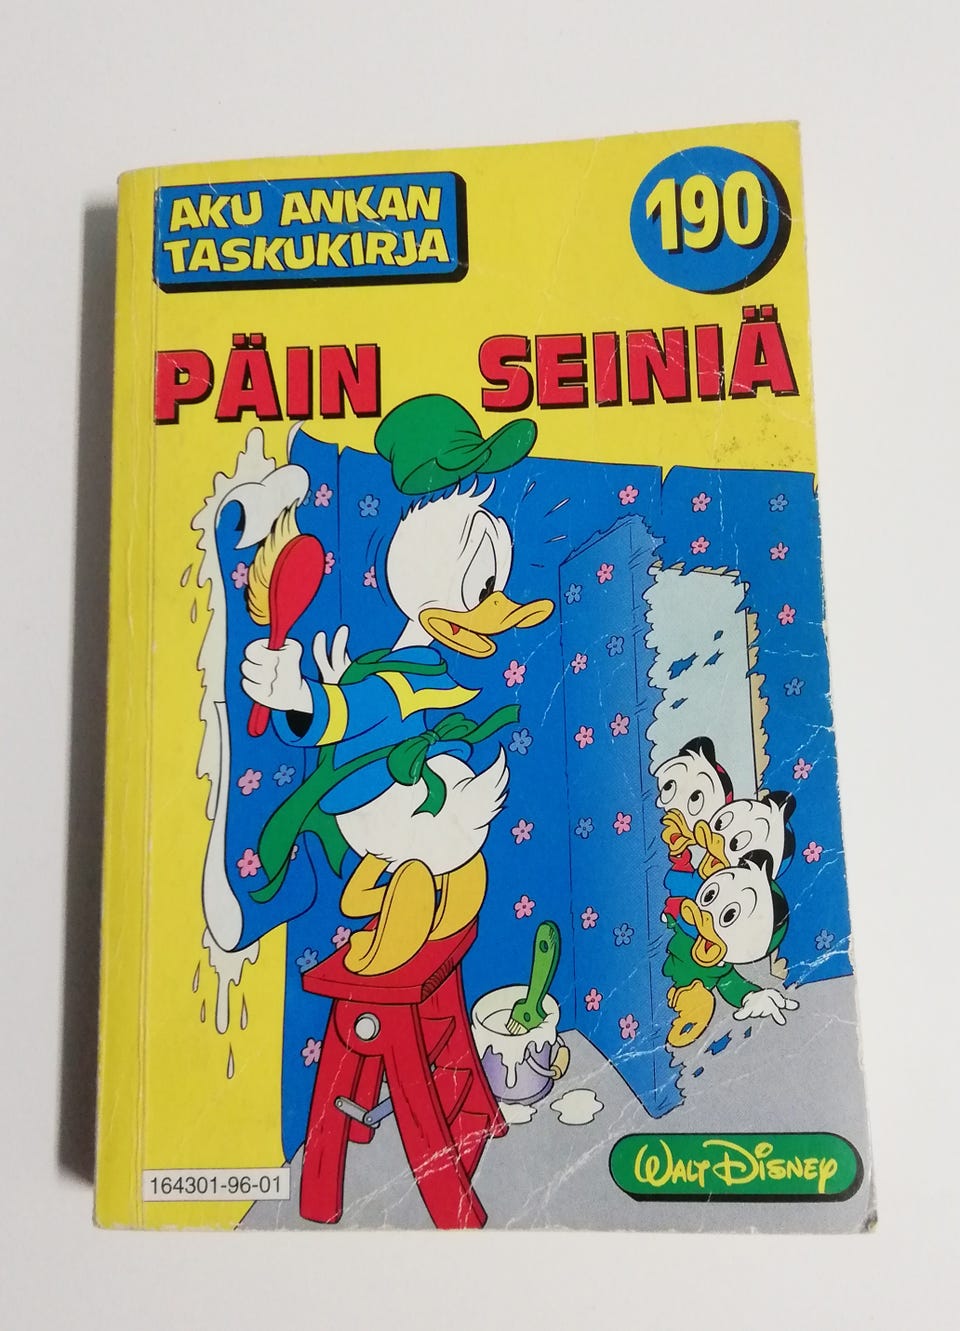 AKU ANKAN
TASKUKIRJA
190
PÄIN SEINIÄ
164301-96-01
WALT DISNEY